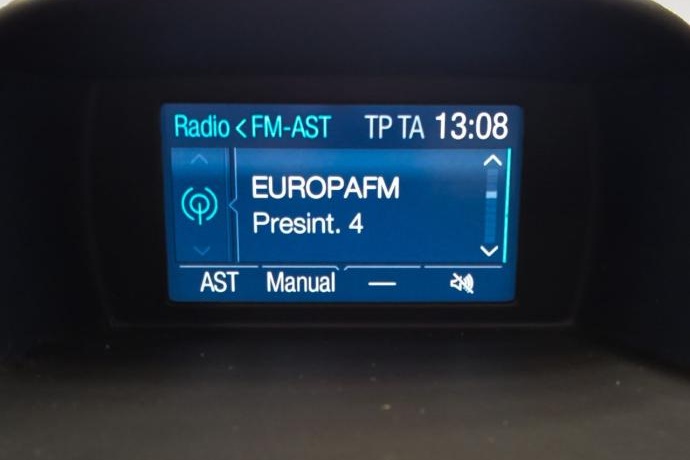 Radio < FM-AST TP TA 13:08
EUROPAFM
Presint. 4
AST Manual —